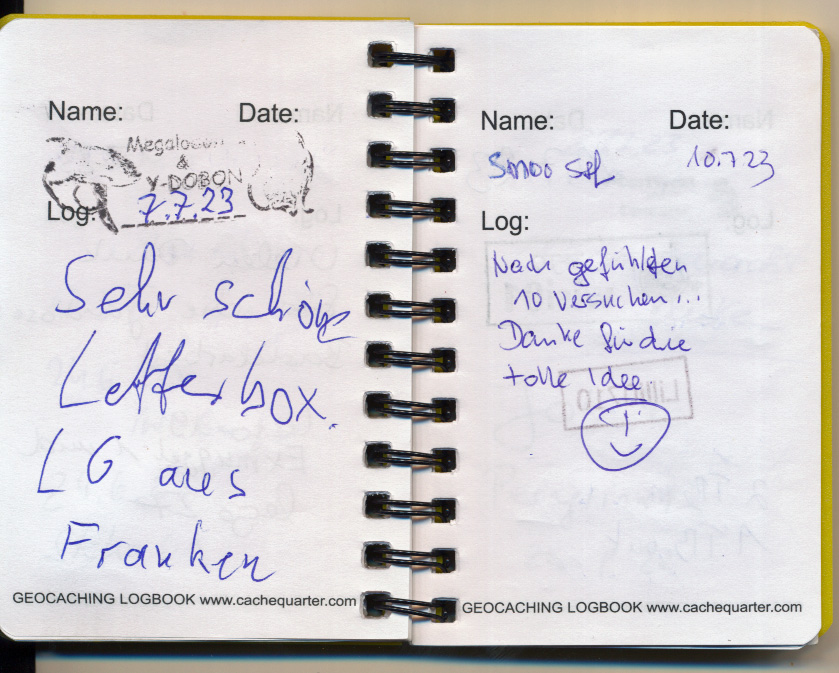 Name: Date:
&
Y-DOBON
Log: 7.7.23
Sehr schöne
Letterbox.
LG aus
Franken
GEOCACHING LOGBOOK www.cachequarter.com
Name: Date:
10.7.23
Log:
Nach gefühlten
10 Versuchen...
Danke für die
tolle Idee
GEOCACHING LOGBOOK www.cachequarter.com